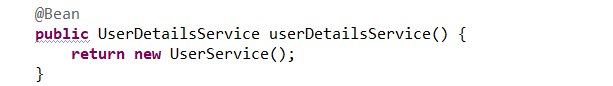 @Bean
public UserDetailsService userDetailsService() {
    return new UserService();
}